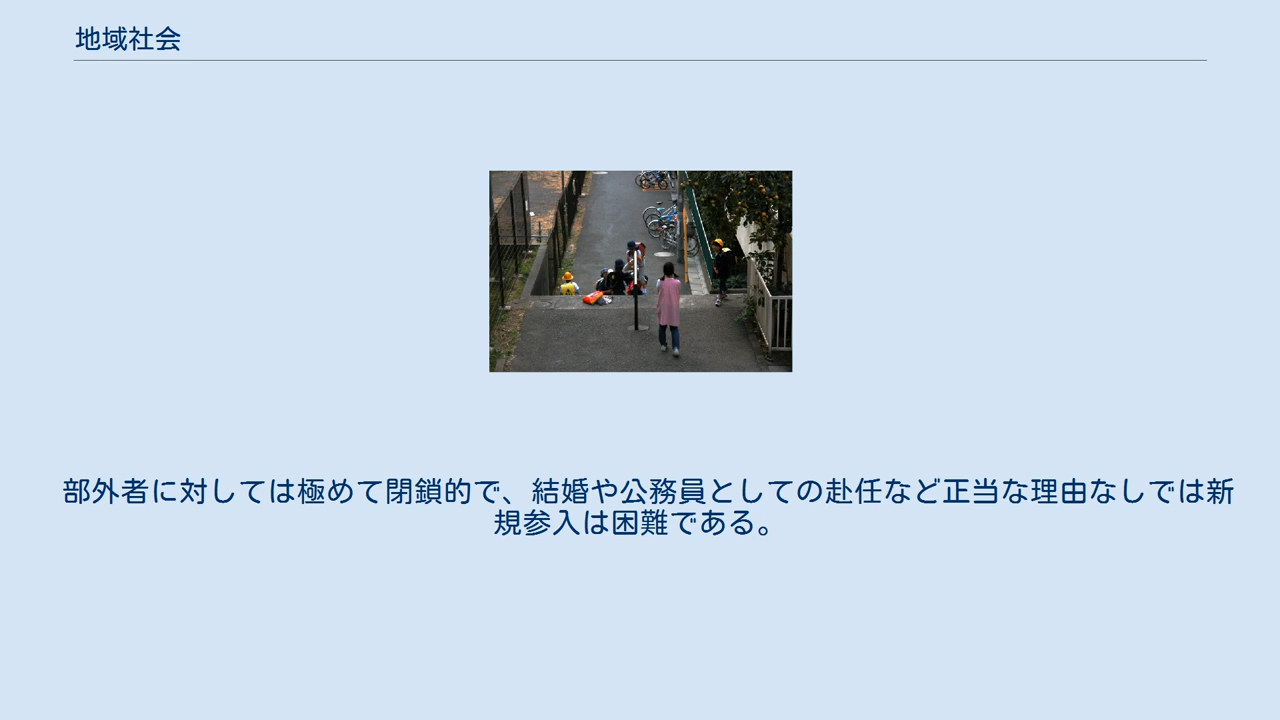 地域社会
部外者に対しては極めて閉鎖的で、結婚や公務員としての赴任など正当な理由なしでは新
規参入は困難である。